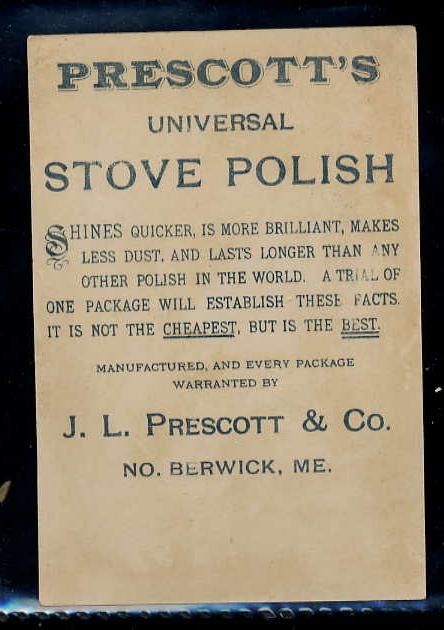 PRESCOTT'S
UNIVERSAL
STOVE POLISH
SHINES QUICKER, IS MORE BRILLIANT, MAKES
LESS DUST, AND LASTS LONGER THAN ANY
OTHER POLISH IN THE WORLD. A TRIAL OF
ONE PACKAGE WILL ESTABLISH THESE FACTS.
IT IS NOT THE CHEAPEST, BUT IS THE BEST.
MANUFACTURED, AND EVERY PACKAGE
WARRANTED BY
J. L. PRESCOTT & CO.
NO. BERWICK, ME.